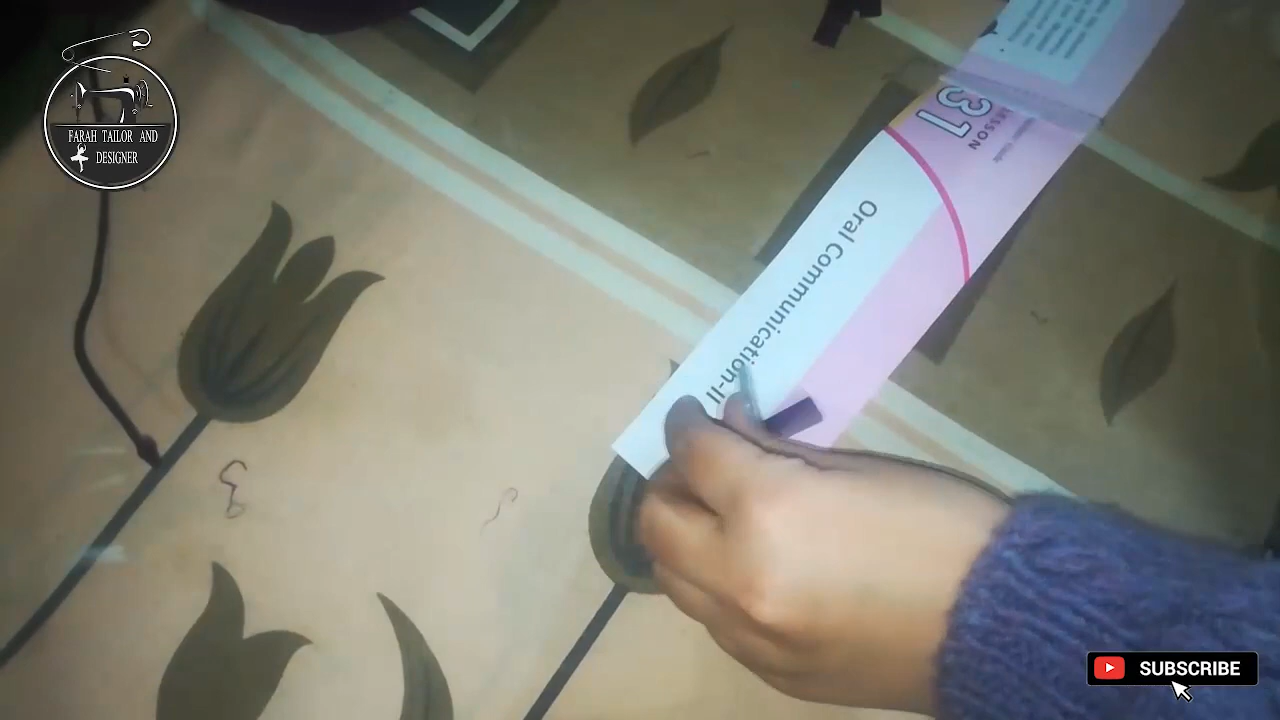 FARAH TAILOR AND
DESIGNER
31
LESSON
Oral Communication-II
SUBSCRIBE